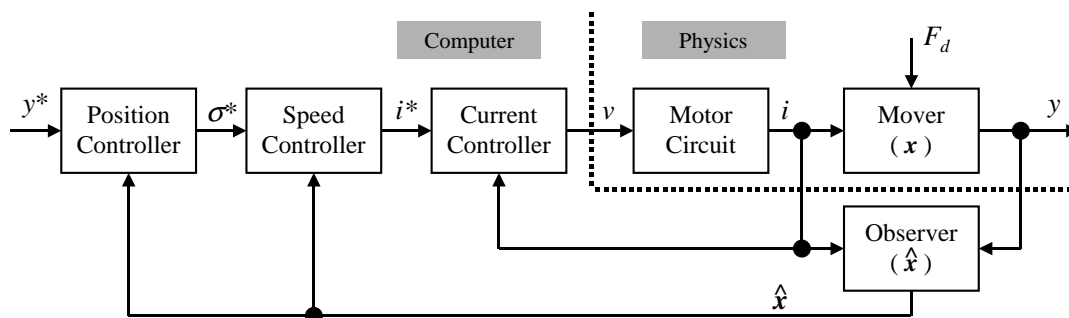 Computer
Physics
F_d
y*
Position
Controller
σ*
Speed
Controller
i*
Current
Controller
v
Motor
Circuit
i
Mover
( x )
y
Observer
( x̂ )
x̂